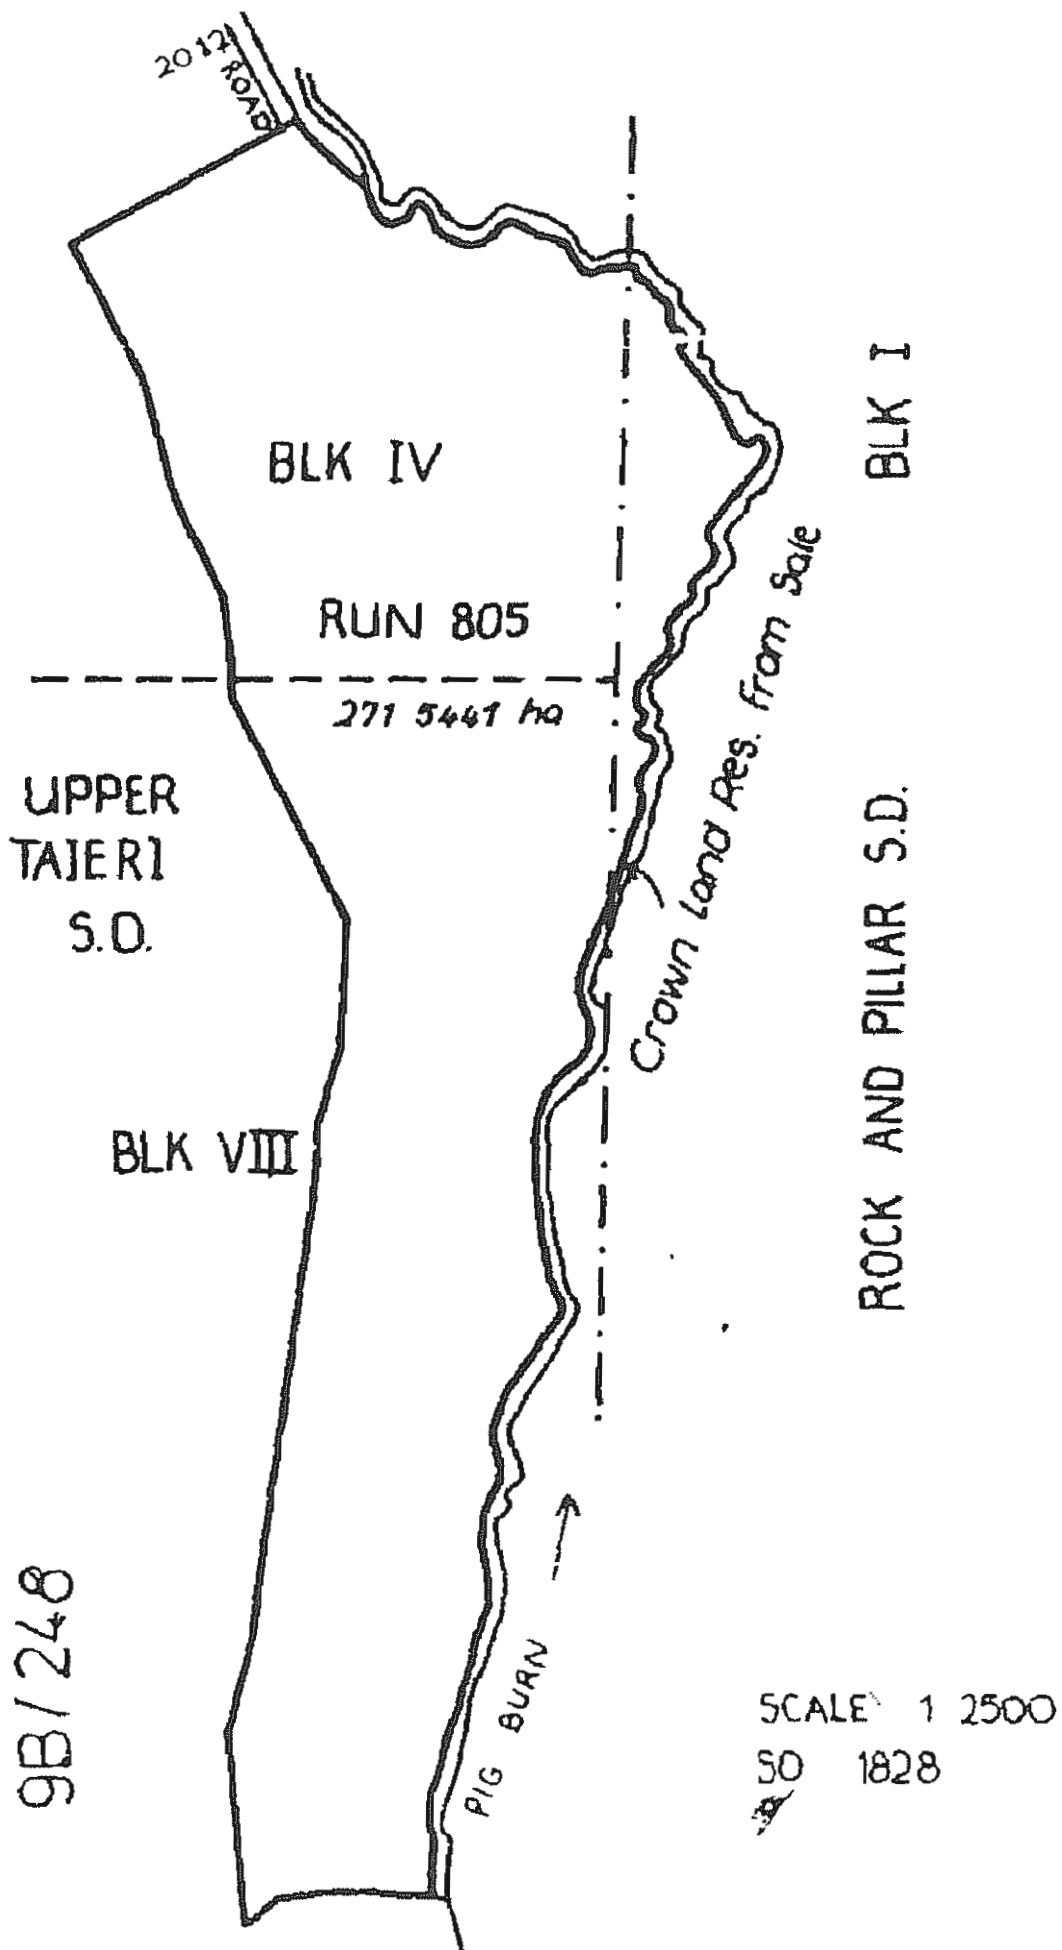 2012
ROAD
BLK IV
BLK I
RUN 805
271 5441 ha
Crown Land Res. from Sale
UPPER
TAIERI
S.D.
ROCK AND PILLAR S.D.
BLK VIII
9B/248
PIG BURN
SCALE 1 2500
SO 1828